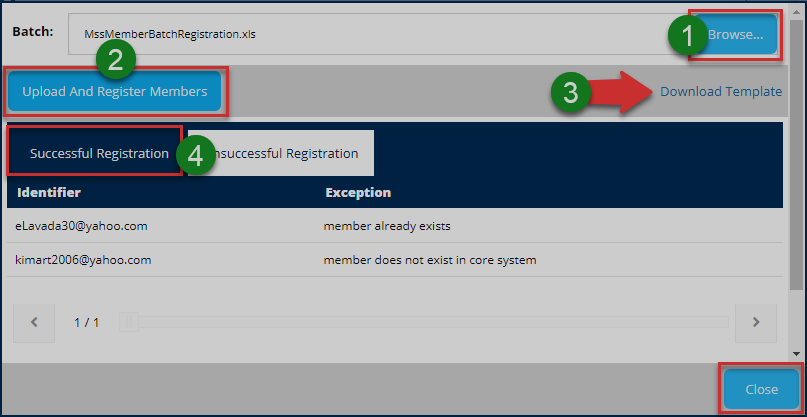 Batch: MssMemberBatchRegistration.xls 1 Browse...
2
Upload And Register Members 3 Download Template
Successful Registration 4 nsuccessful Registration
Identifier Exception
eLavada30@yahoo.com member already exists
kimart2006@yahoo.com member does not exist in core system
1 / 1
Close